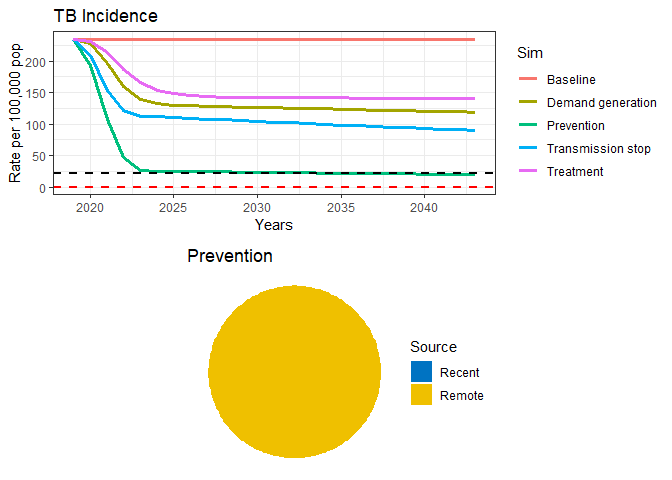 TB Incidence
Rate per 100,000 pop
200
150
100
50
0
2020 2025 2030 2035 2040
Years
Sim
Baseline
Demand generation
Prevention
Transmission stop
Treatment
Prevention
Source
Recent
Remote